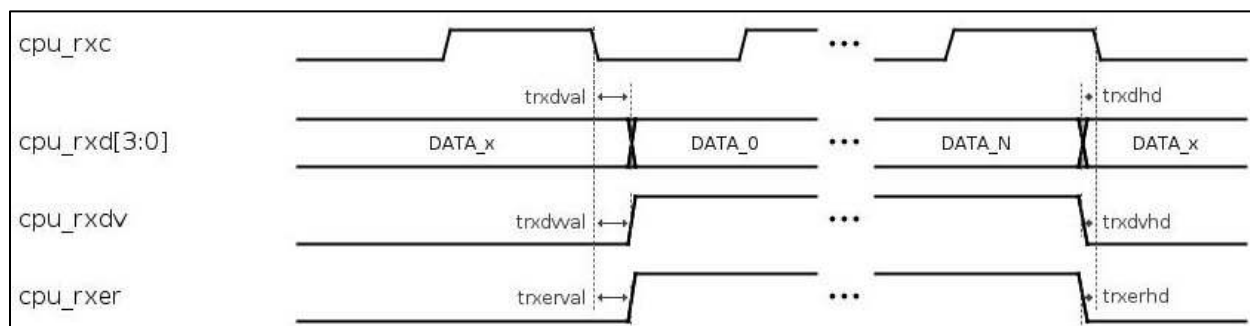 cpu_rxc
•••
trxdval
trxdhd
cpu_rxd[3:0]
DATA_x
DATA_0
•••
DATA_N
DATA_x
cpu_rxdv
trxdvval
•••
trxdvhd
cpu_rxer
trxerval
•••
trxerhd